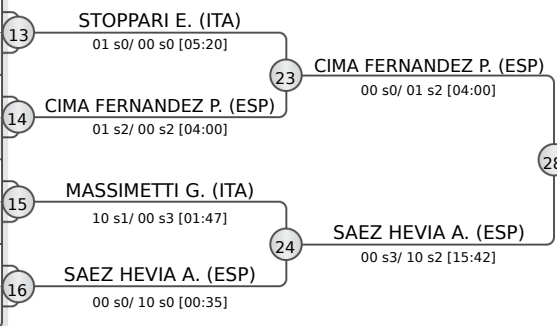 STOPPARI E. (ITA)
13
01 s0/ 00 s0 [05:20]
CIMA FERNANDEZ P. (ESP)
23
00 s0/ 01 s2 [04:00]
CIMA FERNANDEZ P. (ESP)
14
01 s2/ 00 s2 [04:00]
28
MASSIMETTI G. (ITA)
15
10 s1/ 00 s3 [01:47]
SAEZ HEVIA A. (ESP)
24
00 s3/ 10 s2 [15:42]
SAEZ HEVIA A. (ESP)
16
00 s0/ 10 s0 [00:35]